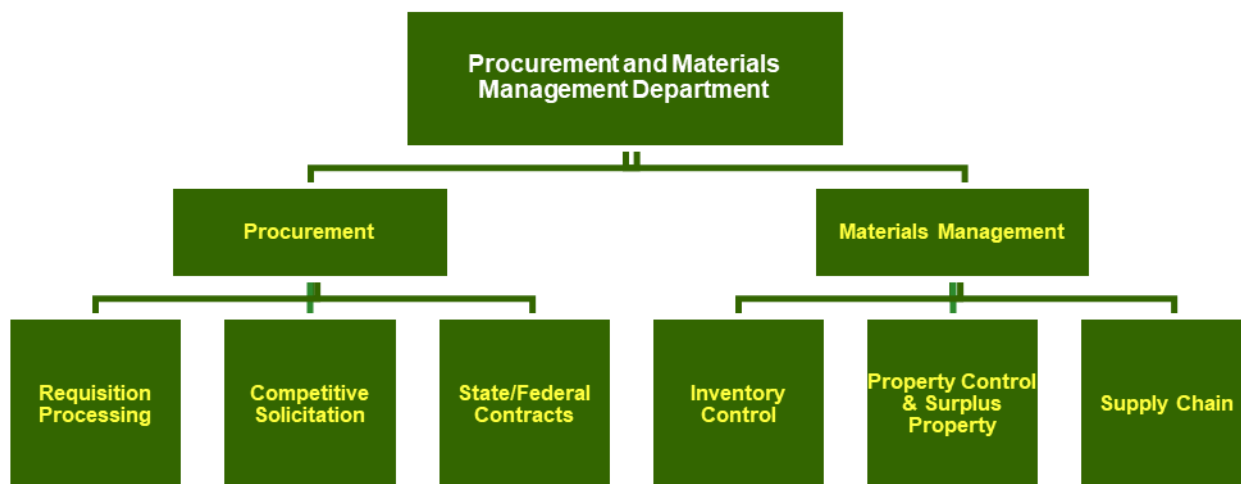 Procurement and Materials
Management Department
Procurement
Materials Management
Requisition
Processing
Competitive
Solicitation
State/Federal
Contracts
Inventory
Control
Property Control
& Surplus
Property
Supply Chain